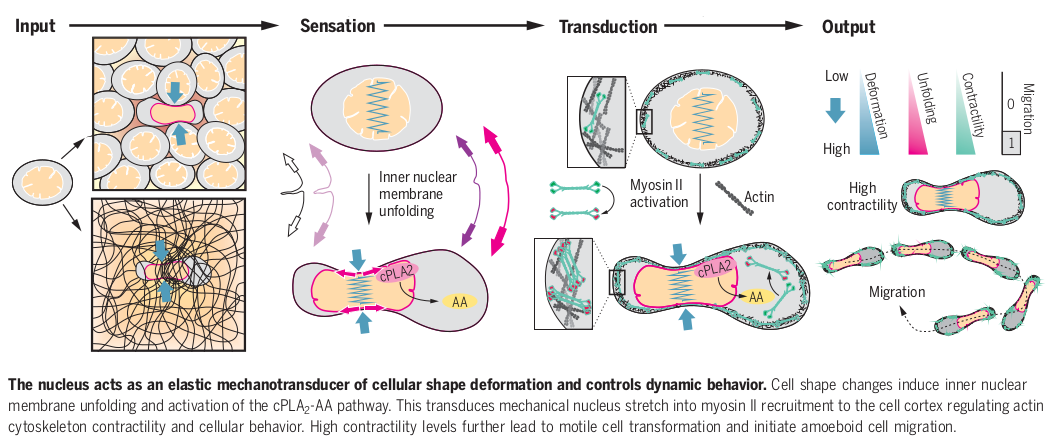 Input
Sensation
Transduction
Output
Inner nuclear
membrane
unfolding
cPLA2
AA
Myosin II
activation
Actin
cPLA2
AA
Low
High
Deformation
Unfolding
Contractility
Migration
0
1
High
contractility
Migration
The nucleus acts as an elastic mechanotransducer of cellular shape deformation and controls dynamic behavior. Cell shape changes induce inner nuclear
membrane unfolding and activation of the cPLA₂-AA pathway. This transduces mechanical nucleus stretch into myosin II recruitment to the cell cortex regulating actin
cytoskeleton contractility and cellular behavior. High contractility levels further lead to motile cell transformation and initiate amoeboid cell migration.